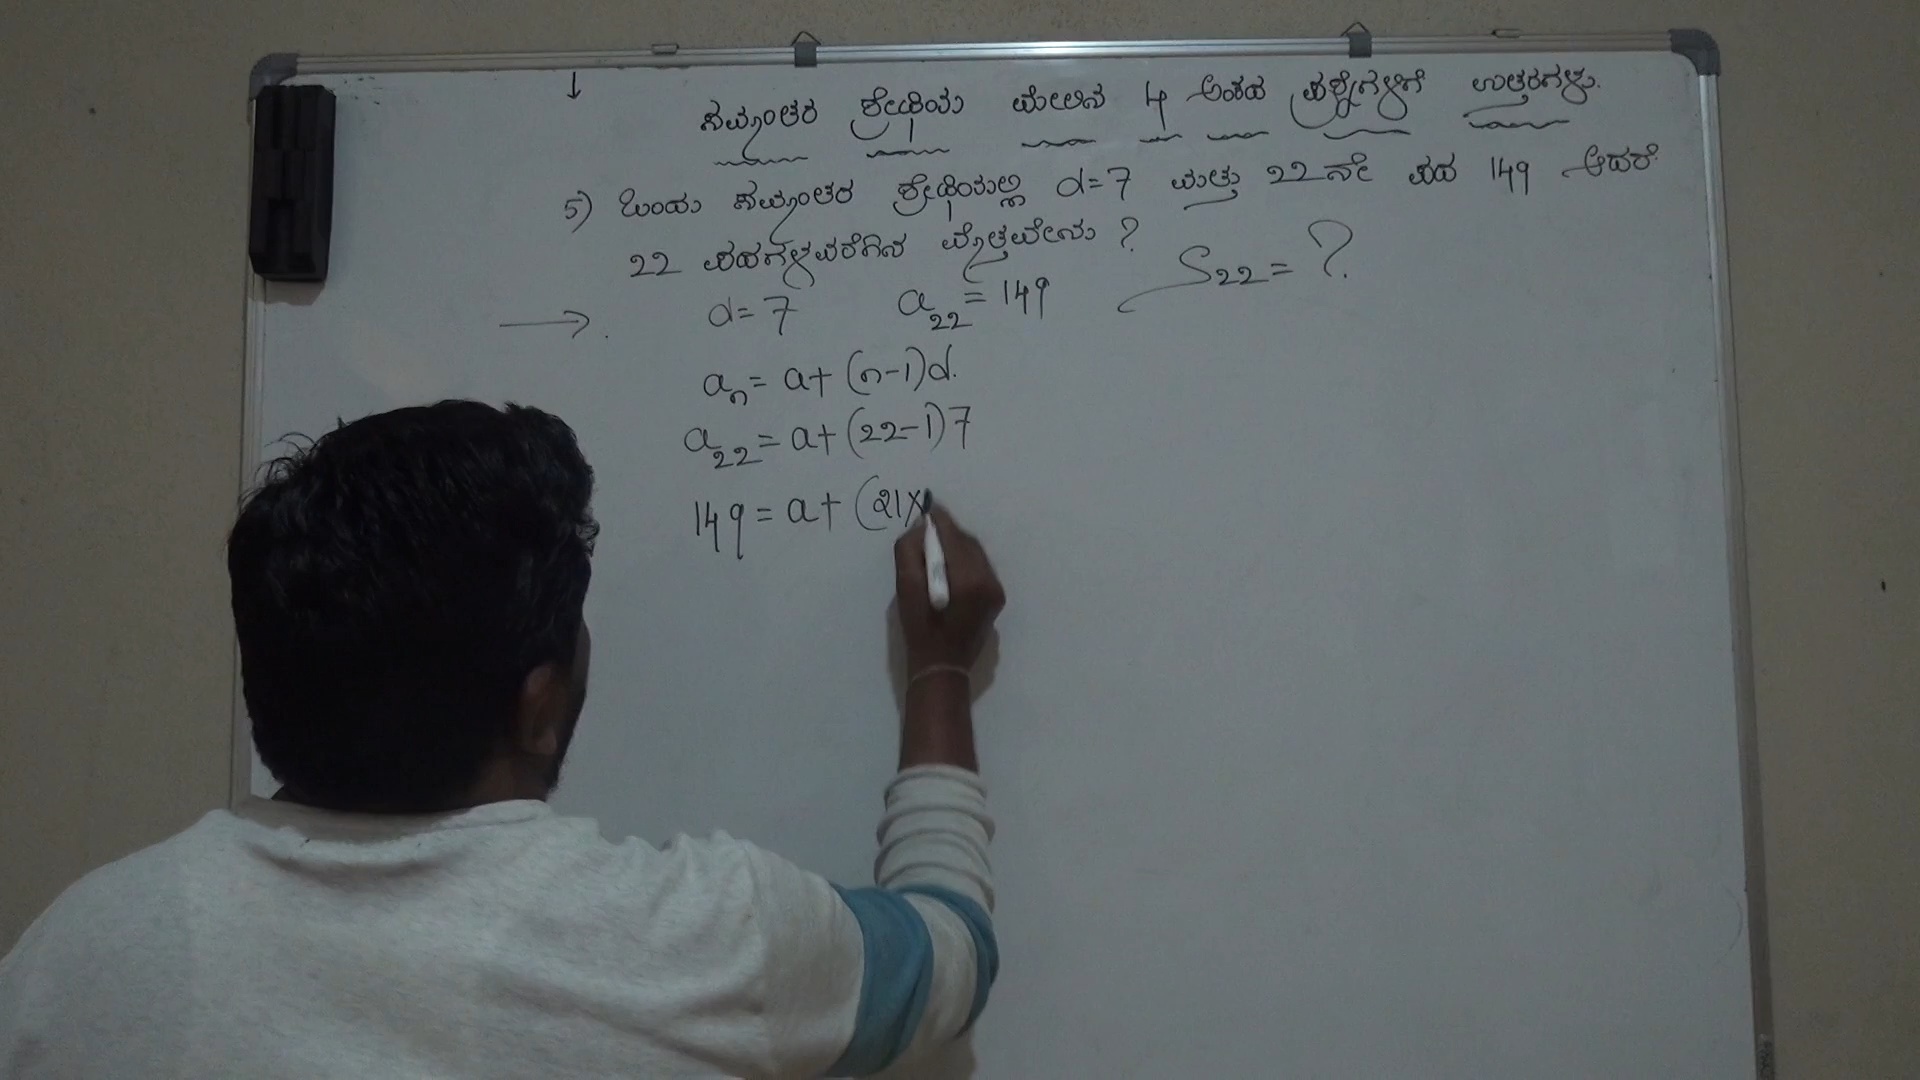 ಸಮಾಂತರ ಶ್ರೇಢಿಯ ಮೇಲಿನ 4 ಅಂಕದ ಪ್ರಶ್ನೆಗಳಿಗೆ ಉತ್ತರಗಳು.
5) ಒಂದು ಸಮಾಂತರ ಶ್ರೇಢಿಯಲ್ಲಿ d=7 ಮತ್ತು 22ನೇ ಪದ 149 ಆದರೆ
22 ಪದಗಳವರೆಗಿನ ಮೊತ್ತವೇನು ?
S₂₂ = ?
→ d=7 a₂₂ = 149
aₙ = a+ (n-1)d.
a₂₂ = a+ (22-1)7
149 = a+ (21×